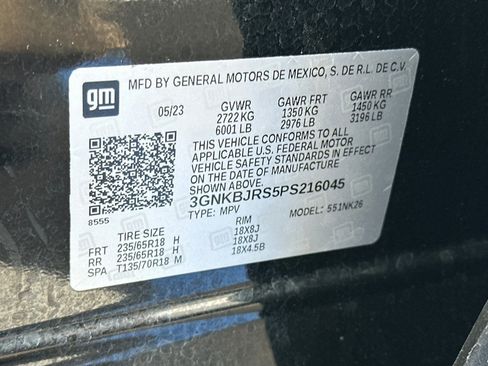 gm
MFD BY GENERAL MOTORS DE MEXICO, S. DE R.L. DE C.V.
05/23 GVWR GAWR FRT GAWR RR
2722 KG 1350 KG 1450 KG
6001 LB 2976 LB 3196 LB
THIS VEHICLE CONFORMS TO ALL
APPLICABLE U.S. FEDERAL MOTOR
VEHICLE SAFETY STANDARDS IN EFFECT
ON THE DATE OF MANUFACTURE
SHOWN ABOVE.
3GNKBJRS5PS216045
8555 TYPE: MPV MODEL: 551NK26
TIRE SIZE RIM
FRT 235/65R18 H 18X8J
RR 235/65R18 H 18X8J
SPA T135/70R18 M 18X4.5B